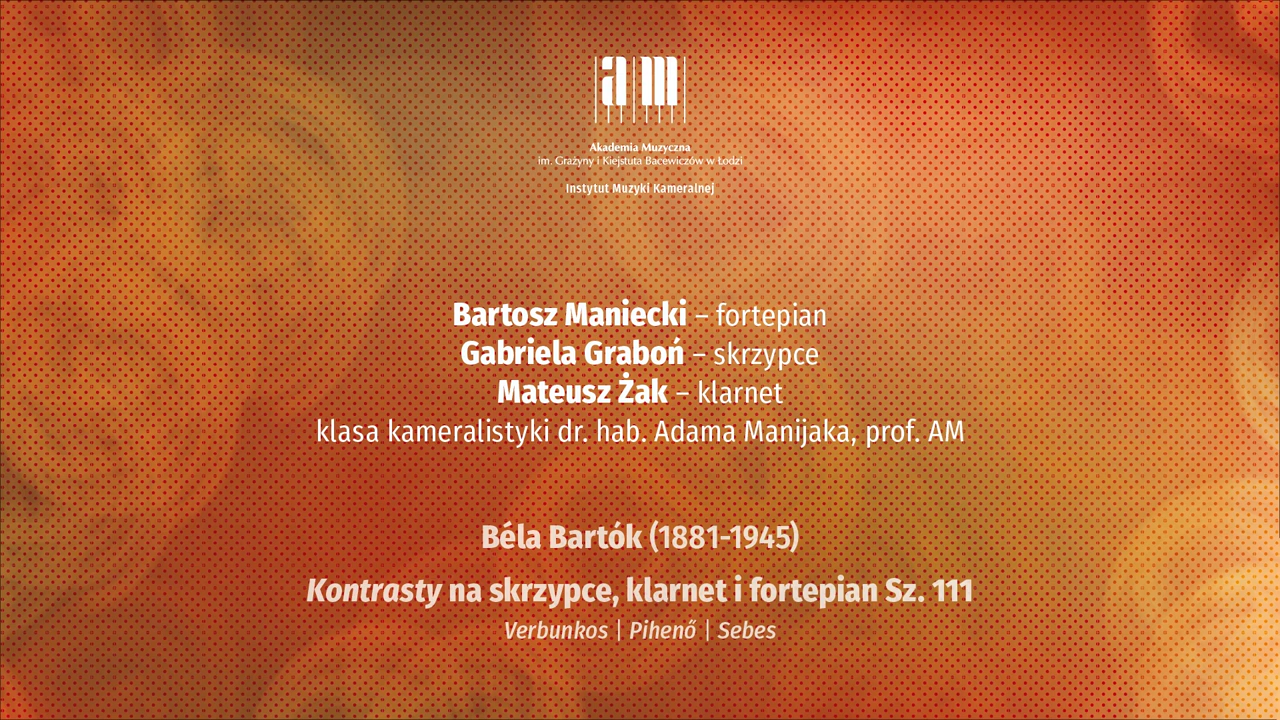 am
Akademia Muzyczna
im. Grażyny i Kiejstuta Bacewiczów w Łodzi
Instytut Muzyki Kameralnej
Bartosz Maniecki – fortepian
Gabriela Graboń – skrzypce
Mateusz Żak – klarnet
klasa kameralistyki dr. hab. Adama Manijaka, prof. AM
Béla Bartók (1881-1945)
Kontrasty na skrzypce, klarnet i fortepian Sz. 111
Verbunkos | Pihenő | Sebes